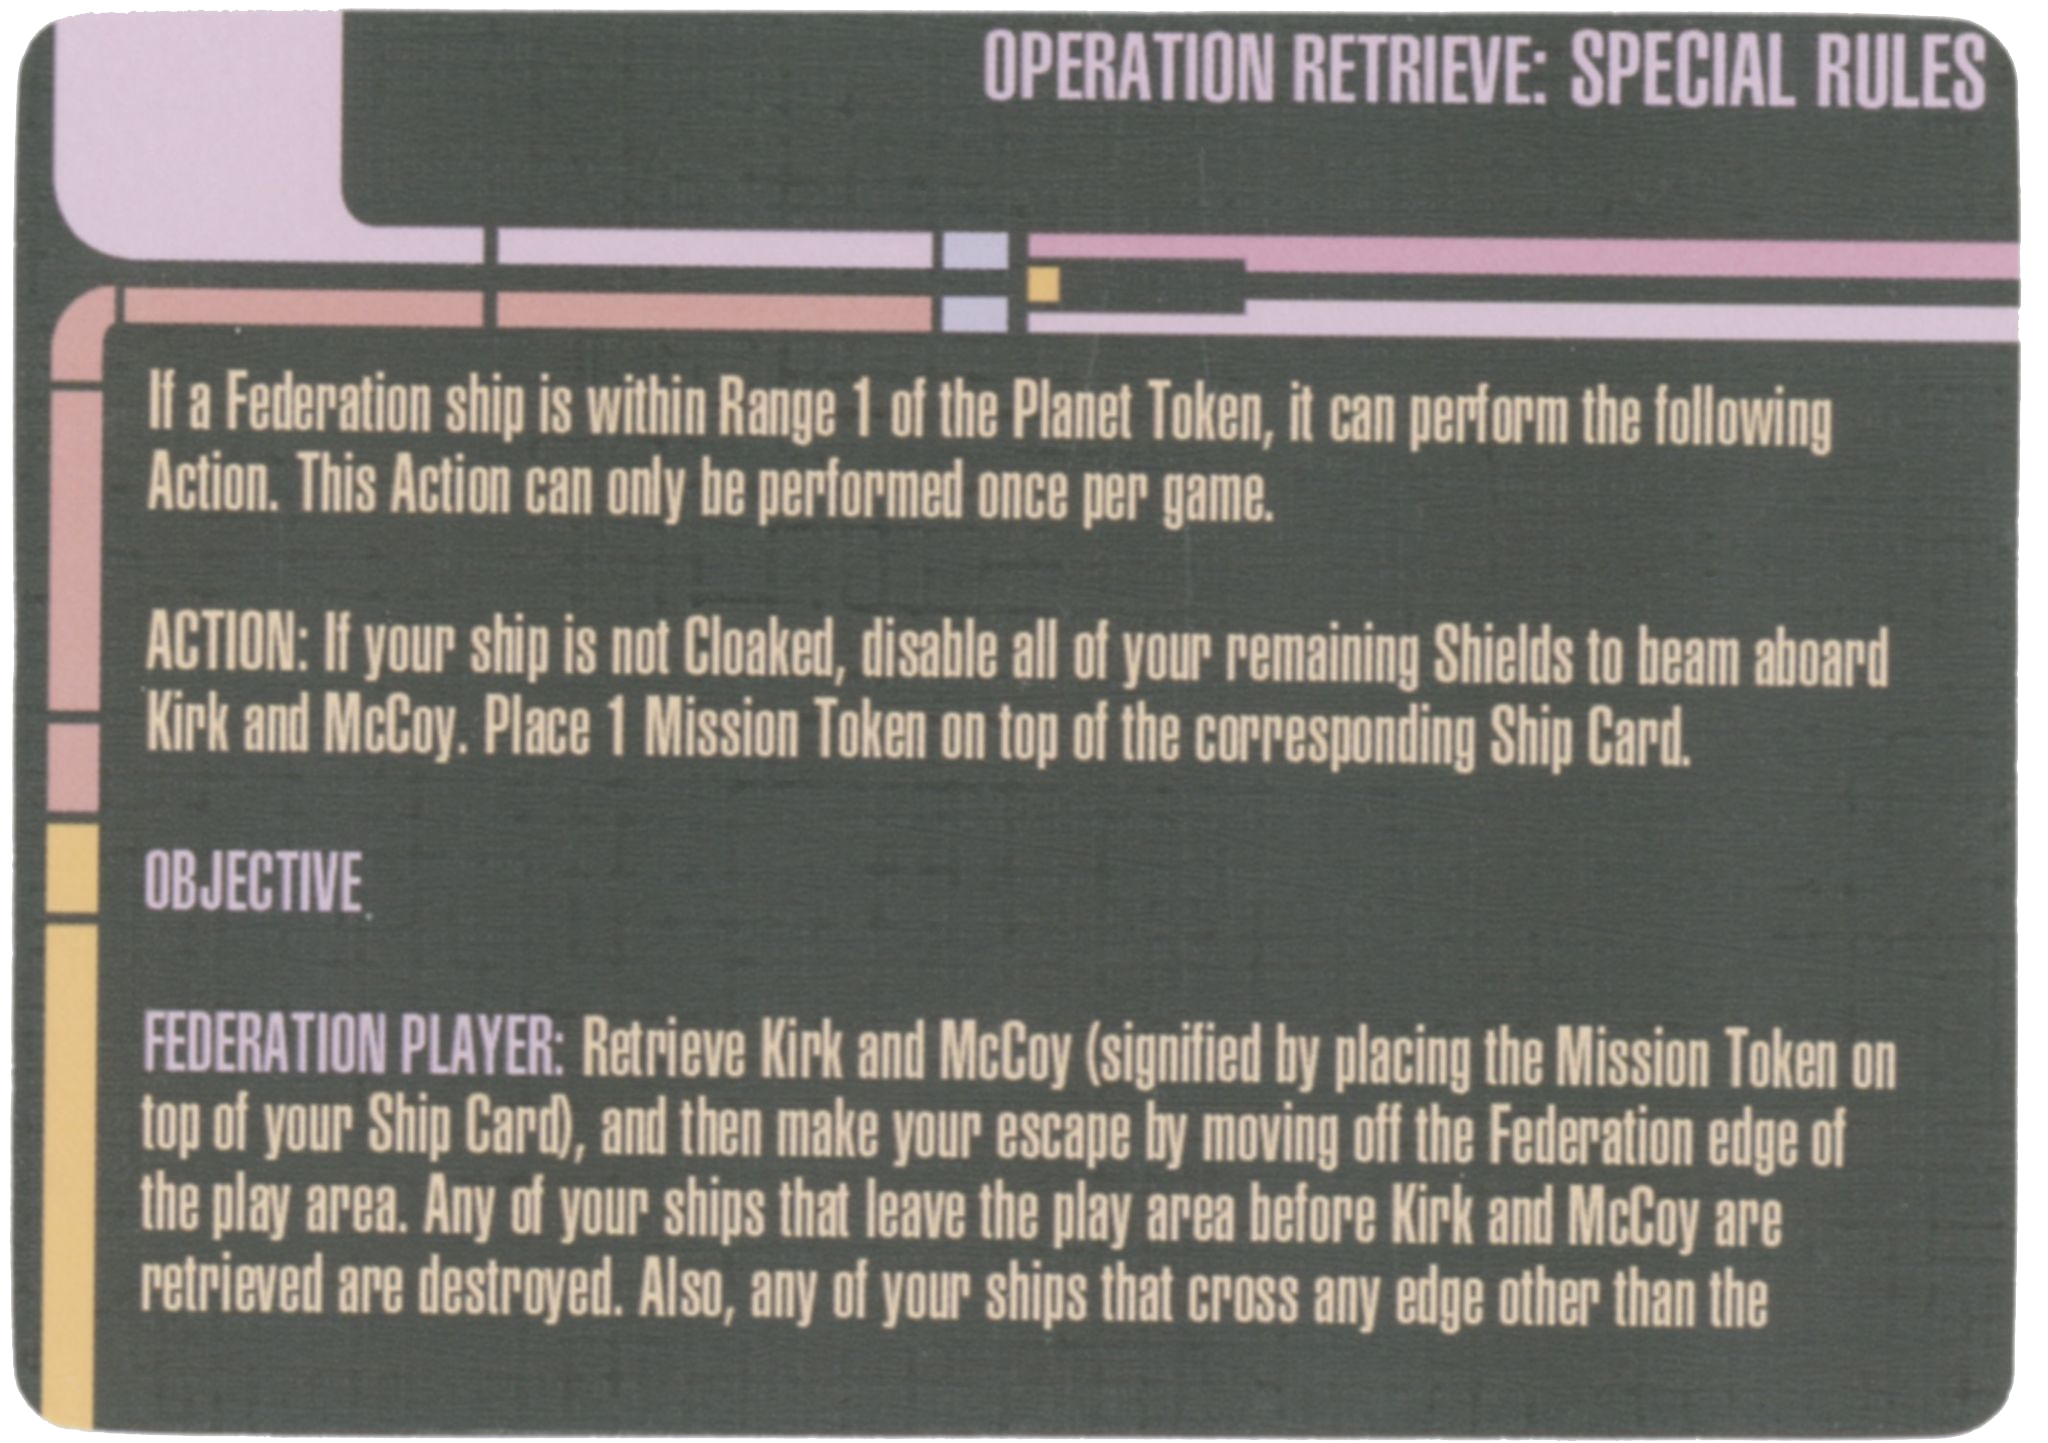 OPERATION RETRIEVE: SPECIAL RULES
If a Federation ship is within Range 1 of the Planet Token, it can perform the following
Action. This Action can only be performed once per game.
ACTION: If your ship is not Cloaked, disable all of your remaining Shields to beam aboard
Kirk and McCoy. Place 1 Mission Token on top of the corresponding Ship Card.
OBJECTIVE
FEDERATION PLAYER: Retrieve Kirk and McCoy (signified by placing the Mission Token on
top of your Ship Card), and then make your escape by moving off the Federation edge of
the play area. Any of your ships that leave the play area before Kirk and McCoy are
retrieved are destroyed. Also, any of your ships that cross any edge other than the